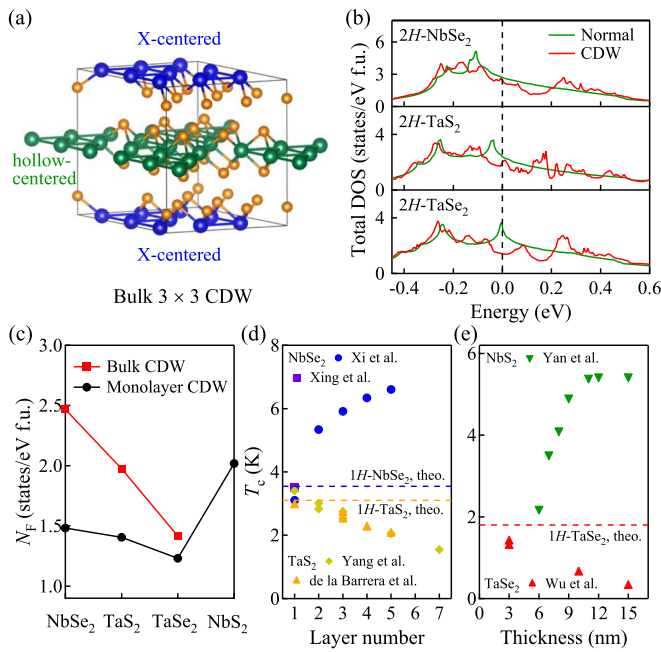 (a)
X-centered
hollow-
centered
X-centered
Bulk 3 × 3 CDW
(b)
2H-NbSe₂
Normal
CDW
6
3
0
2H-TaS₂
4
2
0
2H-TaSe₂
4
2
0
-0.4 -0.2 0.0 0.2 0.4 0.6
Total DOS (states/eV f.u.)
Energy (eV)
(c)
3.0
2.5
2.0
1.5
1.0
Bulk CDW
Monolayer CDW
N_F (states/eV f.u.)
NbSe₂ TaS₂ TaSe₂ NbS₂
(d)
NbSe₂ Xi et al.
Xing et al.
8
6
4
2
0
T_c (K)
1H-NbSe₂, theo.
1H-TaS₂, theo.
TaS₂ Yang et al.
de la Barrera et al.
1 2 3 4 5 6 7
Layer number
(e)
NbS₂ Yan et al.
6
4
2
0
1H-TaSe₂, theo.
TaSe₂ Wu et al.
0 3 6 9 12 15
Thickness (nm)